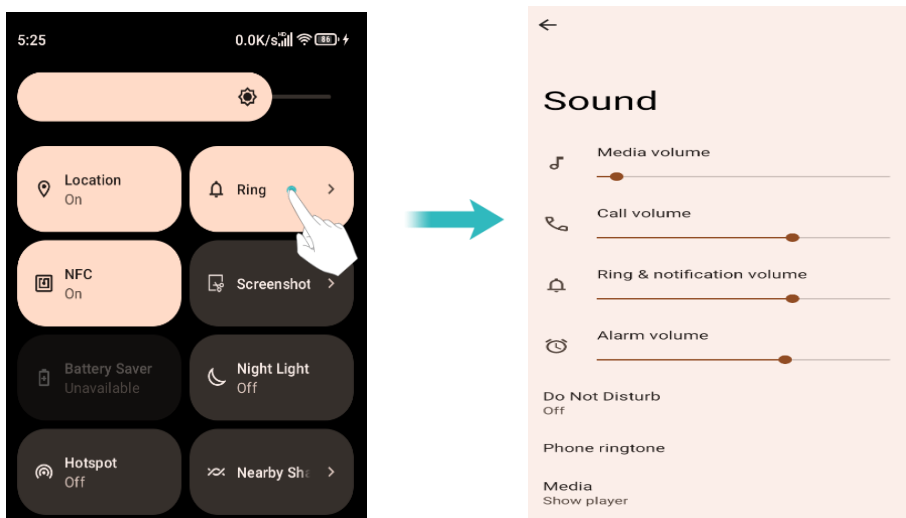 5:25
0.0K/s HD 86
Location
On
Ring
NFC
On
Screenshot
Battery Saver
Unavailable
Night Light
Off
Hotspot
Off
Nearby Sha
Sound
Media volume
Call volume
Ring & notification volume
Alarm volume
Do Not Disturb
Off
Phone ringtone
Media
Show player